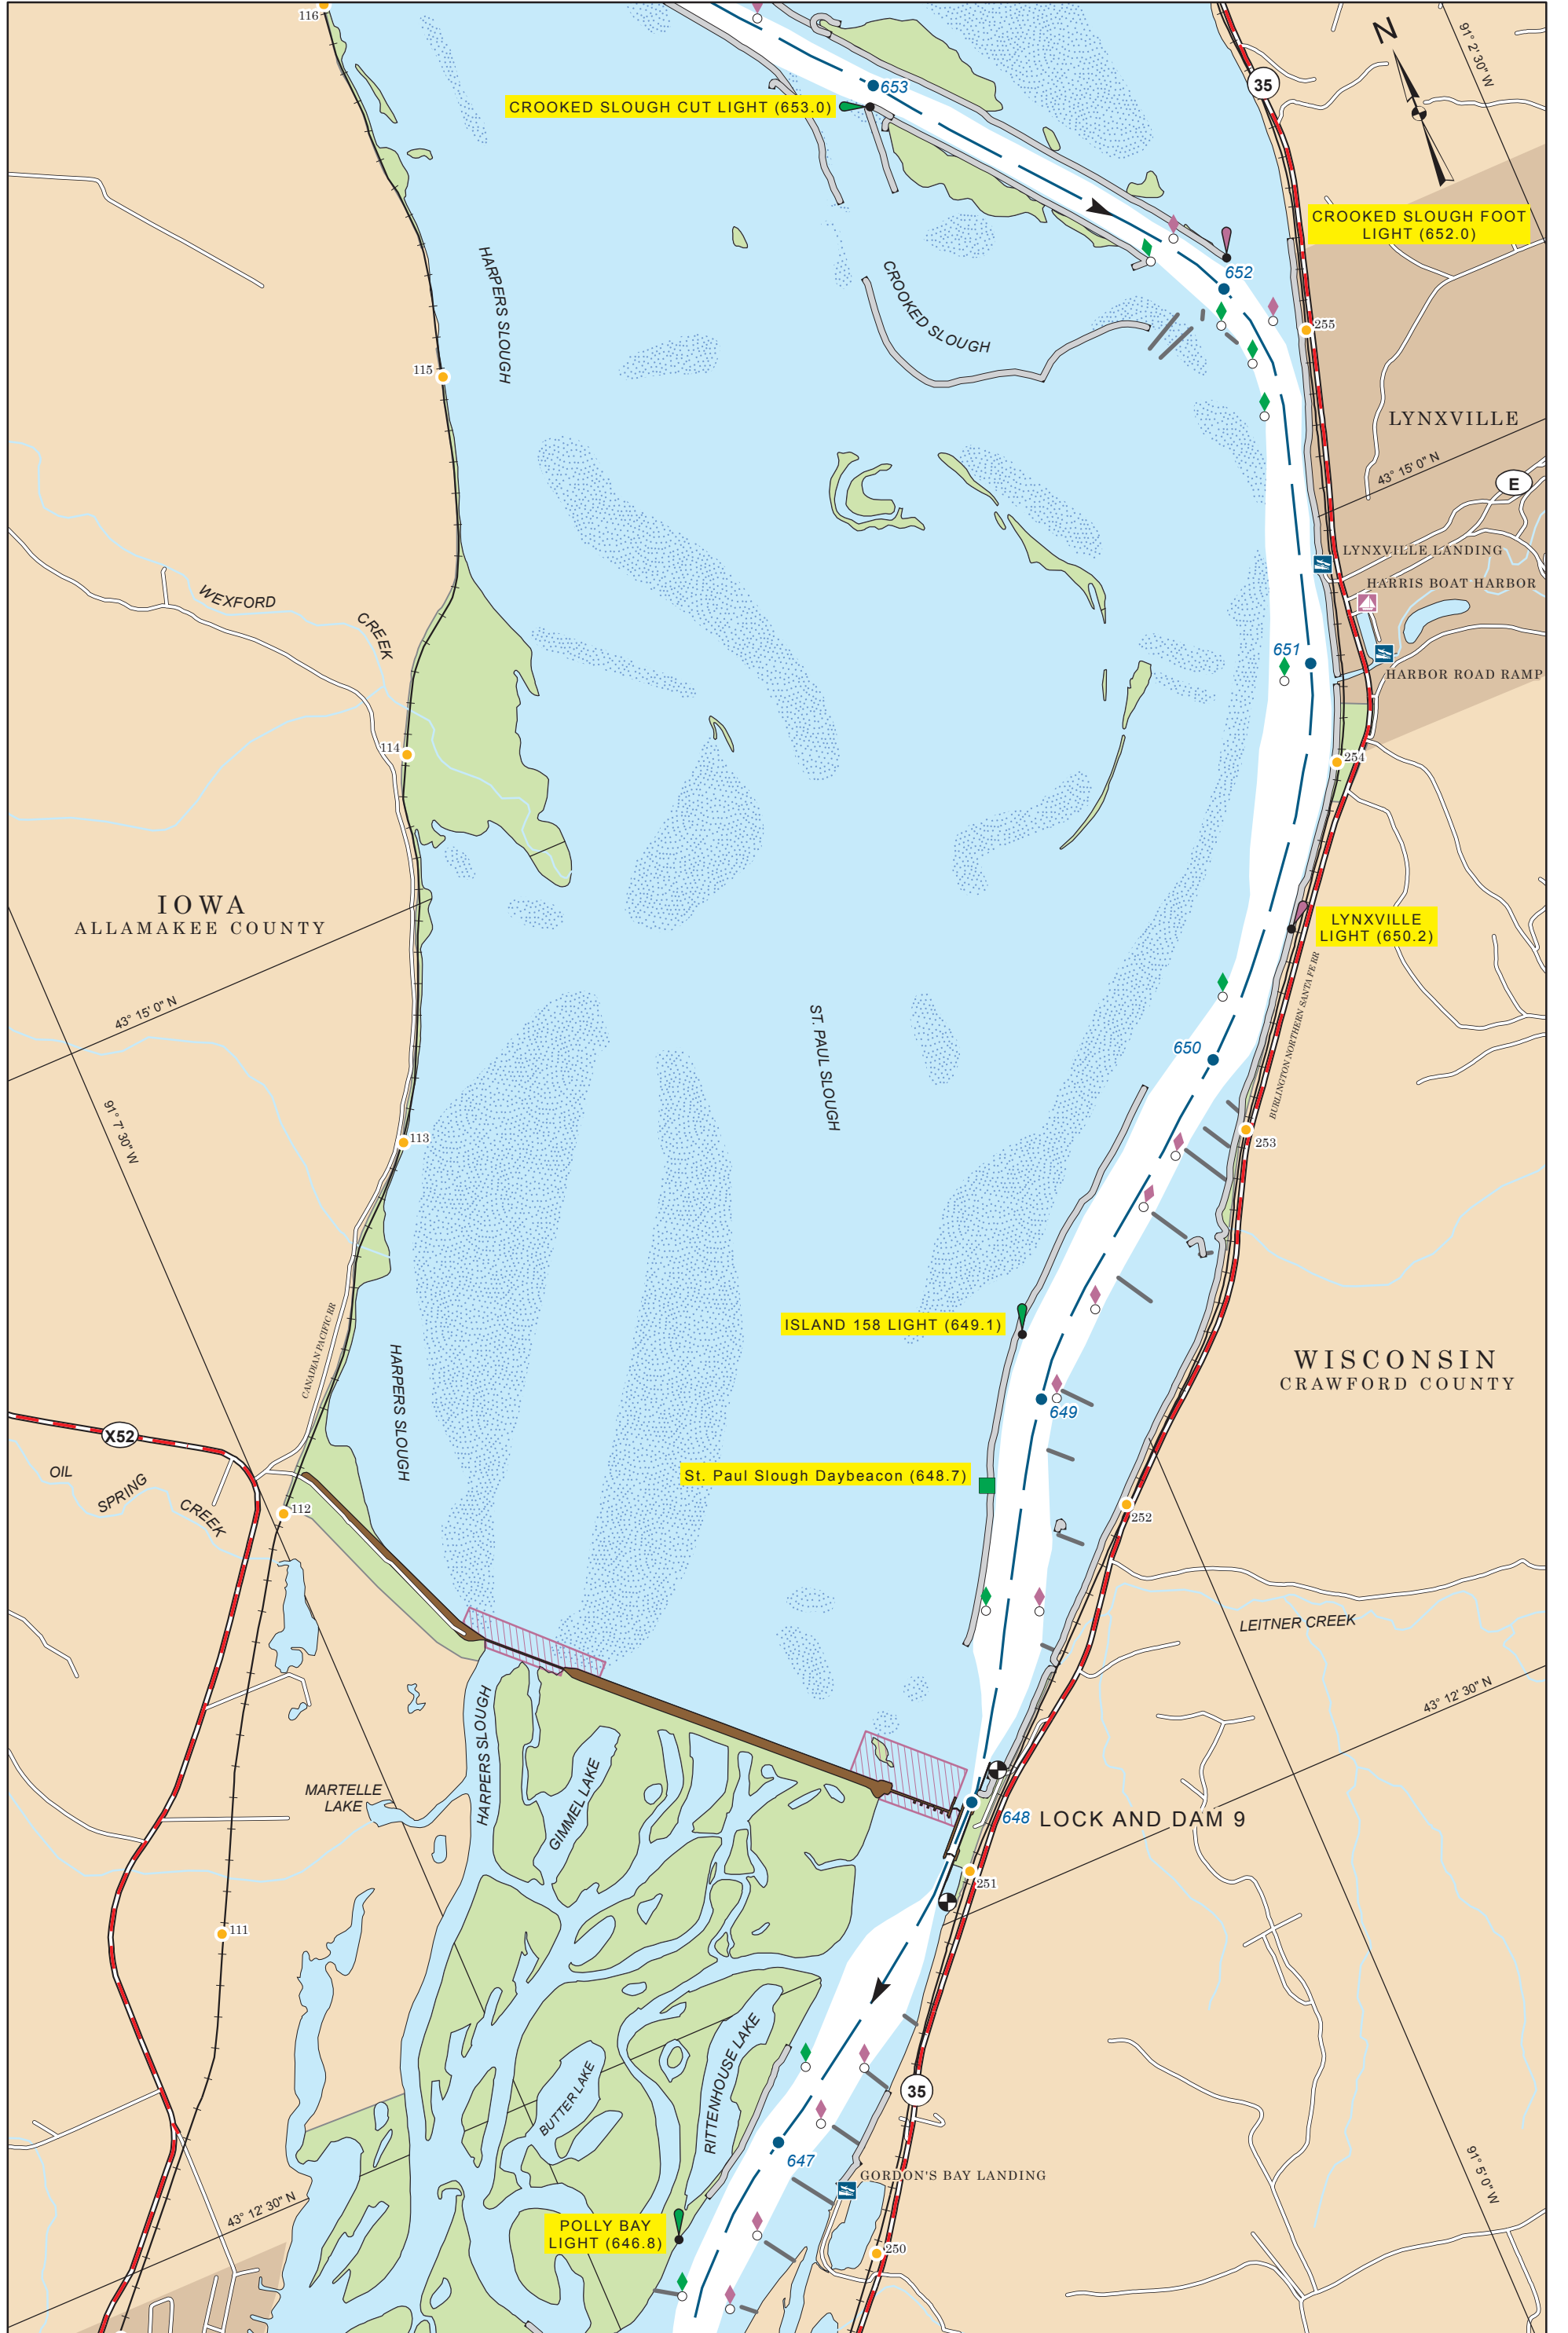 116
N
91° 2' 30" W
35
653
CROOKED SLOUGH CUT LIGHT (653.0)
CROOKED SLOUGH FOOT
LIGHT (652.0)
HARPERS SLOUGH
CROOKED SLOUGH
652
255
115
LYNXVILLE
43° 15' 0" N
E
LYNXVILLE LANDING
HARRIS BOAT HARBOR
WEXFORD
CREEK
651
HARBOR ROAD RAMP
114
254
IOWA
ALLAMAKEE COUNTY
LYNXVILLE
LIGHT (650.2)
43° 15' 0" N
ST. PAUL SLOUGH
BURLINGTON NORTHERN SANTA FE RR
650
91° 7' 30" W
113
253
ISLAND 158 LIGHT (649.1)
CANADIAN PACIFIC RR
HARPERS SLOUGH
WISCONSIN
CRAWFORD COUNTY
649
X52
OIL
SPRING
CREEK
St. Paul Slough Daybeacon (648.7)
112
252
LEITNER CREEK
43° 12' 30" N
HARPERS SLOUGH
GIMMEL LAKE
MARTELLE
LAKE
648
LOCK AND DAM 9
251
111
RITTENHOUSE LAKE
BUTTER LAKE
35
647
GORDON'S BAY LANDING
91° 5' 0" W
43° 12' 30" N
POLLY BAY
LIGHT (646.8)
250